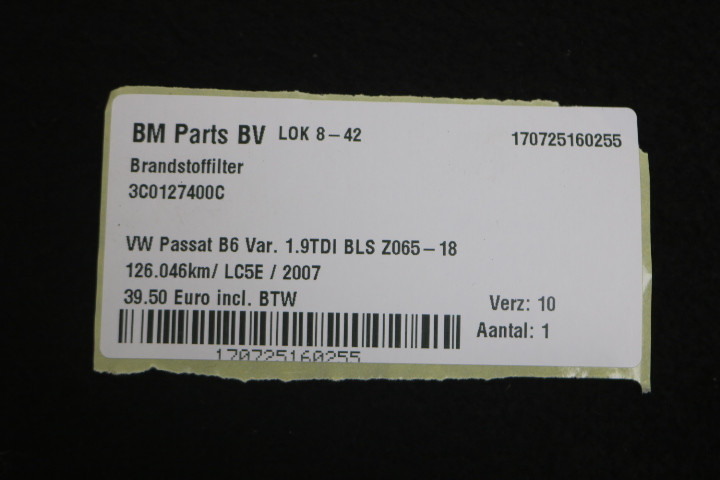 BM Parts BV LOK 8-42 170725160255
Brandstoffilter
3C0127400C
VW Passat B6 Var. 1.9TDI BLS Z065-18
126.046km/ LC5E / 2007
39.50 Euro incl. BTW Verz: 10
Aantal: 1
170725160255